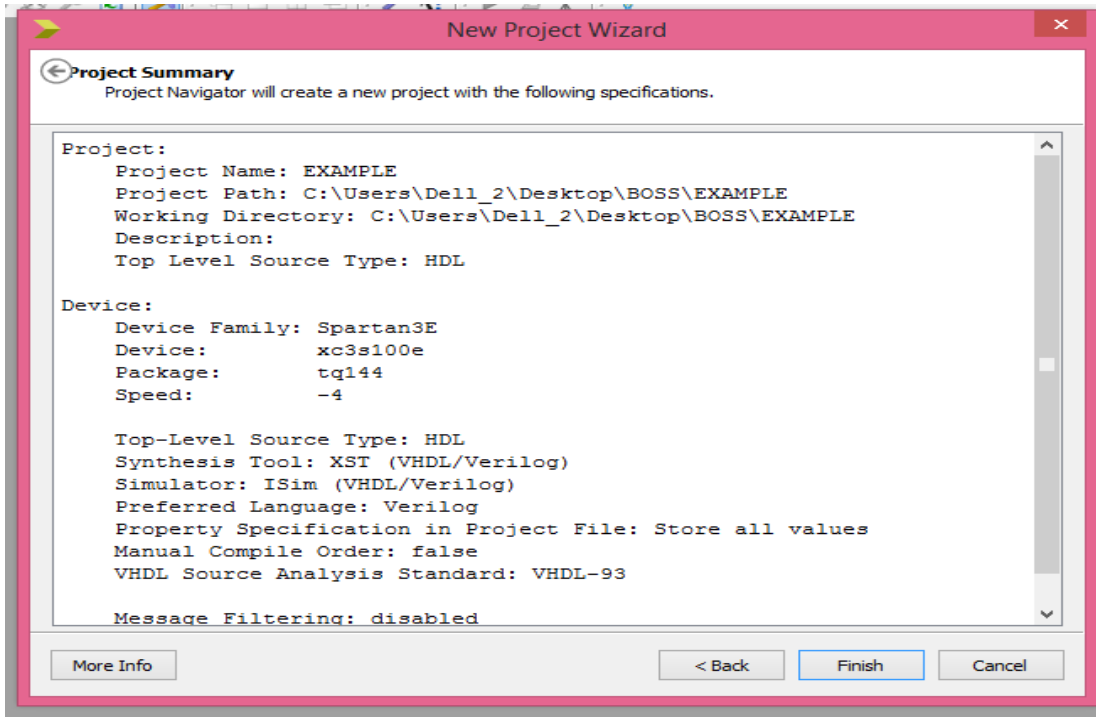 New Project Wizard
Project Summary
Project Navigator will create a new project with the following specifications.
Project:
Project Name: EXAMPLE
Project Path: C:\Users\Dell_2\Desktop\BOSS\EXAMPLE
Working Directory: C:\Users\Dell_2\Desktop\BOSS\EXAMPLE
Description:
Top Level Source Type: HDL
Device:
Device Family: Spartan3E
Device: xc3s100e
Package: tq144
Speed: -4
Top-Level Source Type: HDL
Synthesis Tool: XST (VHDL/Verilog)
Simulator: ISim (VHDL/Verilog)
Preferred Language: Verilog
Property Specification in Project File: Store all values
Manual Compile Order: false
VHDL Source Analysis Standard: VHDL-93
Message Filtering: disabled
More Info < Back Finish Cancel